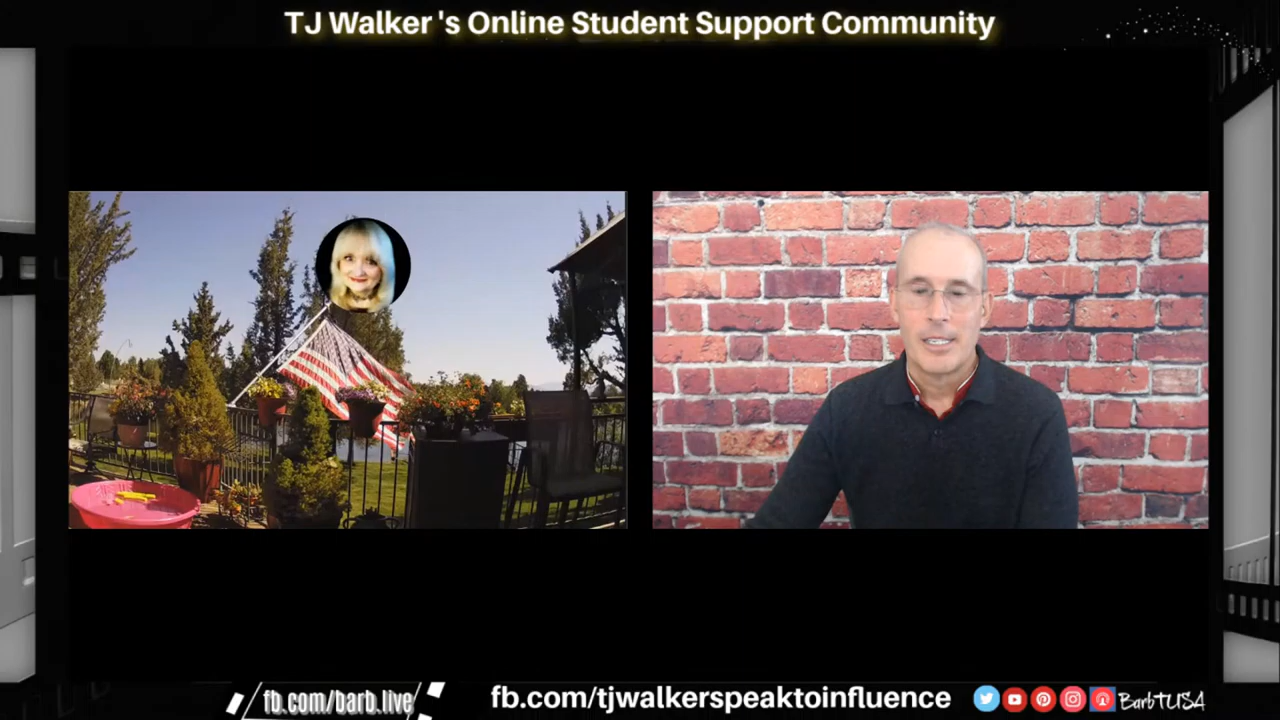 TJ Walker 's Online Student Support Community
fb.com/barb.live
fb.com/tjwalkerspeaktoinfluence
BarbTUSA